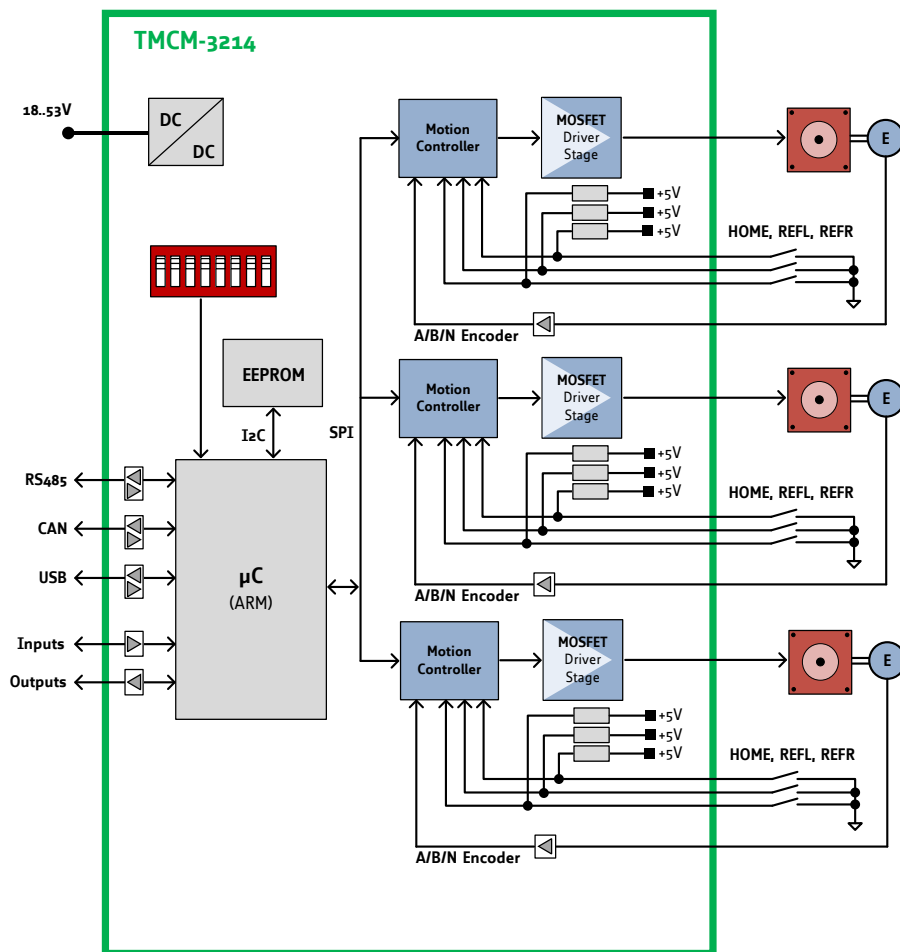 TMCM-3214
18..53V
DC
DC
Motion
Controller
MOSFET
Driver
Stage
E
+5V
+5V
+5V
HOME, REFL, REFR
A/B/N Encoder
EEPROM
I2C
SPI
Motion
Controller
MOSFET
Driver
Stage
E
+5V
+5V
+5V
HOME, REFL, REFR
A/B/N Encoder
RS485
CAN
USB
Inputs
Outputs
µC
(ARM)
Motion
Controller
MOSFET
Driver
Stage
E
+5V
+5V
+5V
HOME, REFL, REFR
A/B/N Encoder